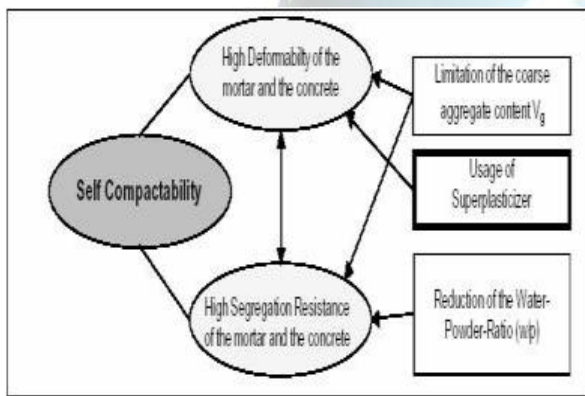 High Deformabilty of the
mortar and the concrete
Limitation of the coarse
aggregate content Vg
Self Compactability
Usage of
Superplasticizer
High Segregation Resistance
of the mortar and the concrete
Reduction of the Water-
Powder-Ratio (w/p)